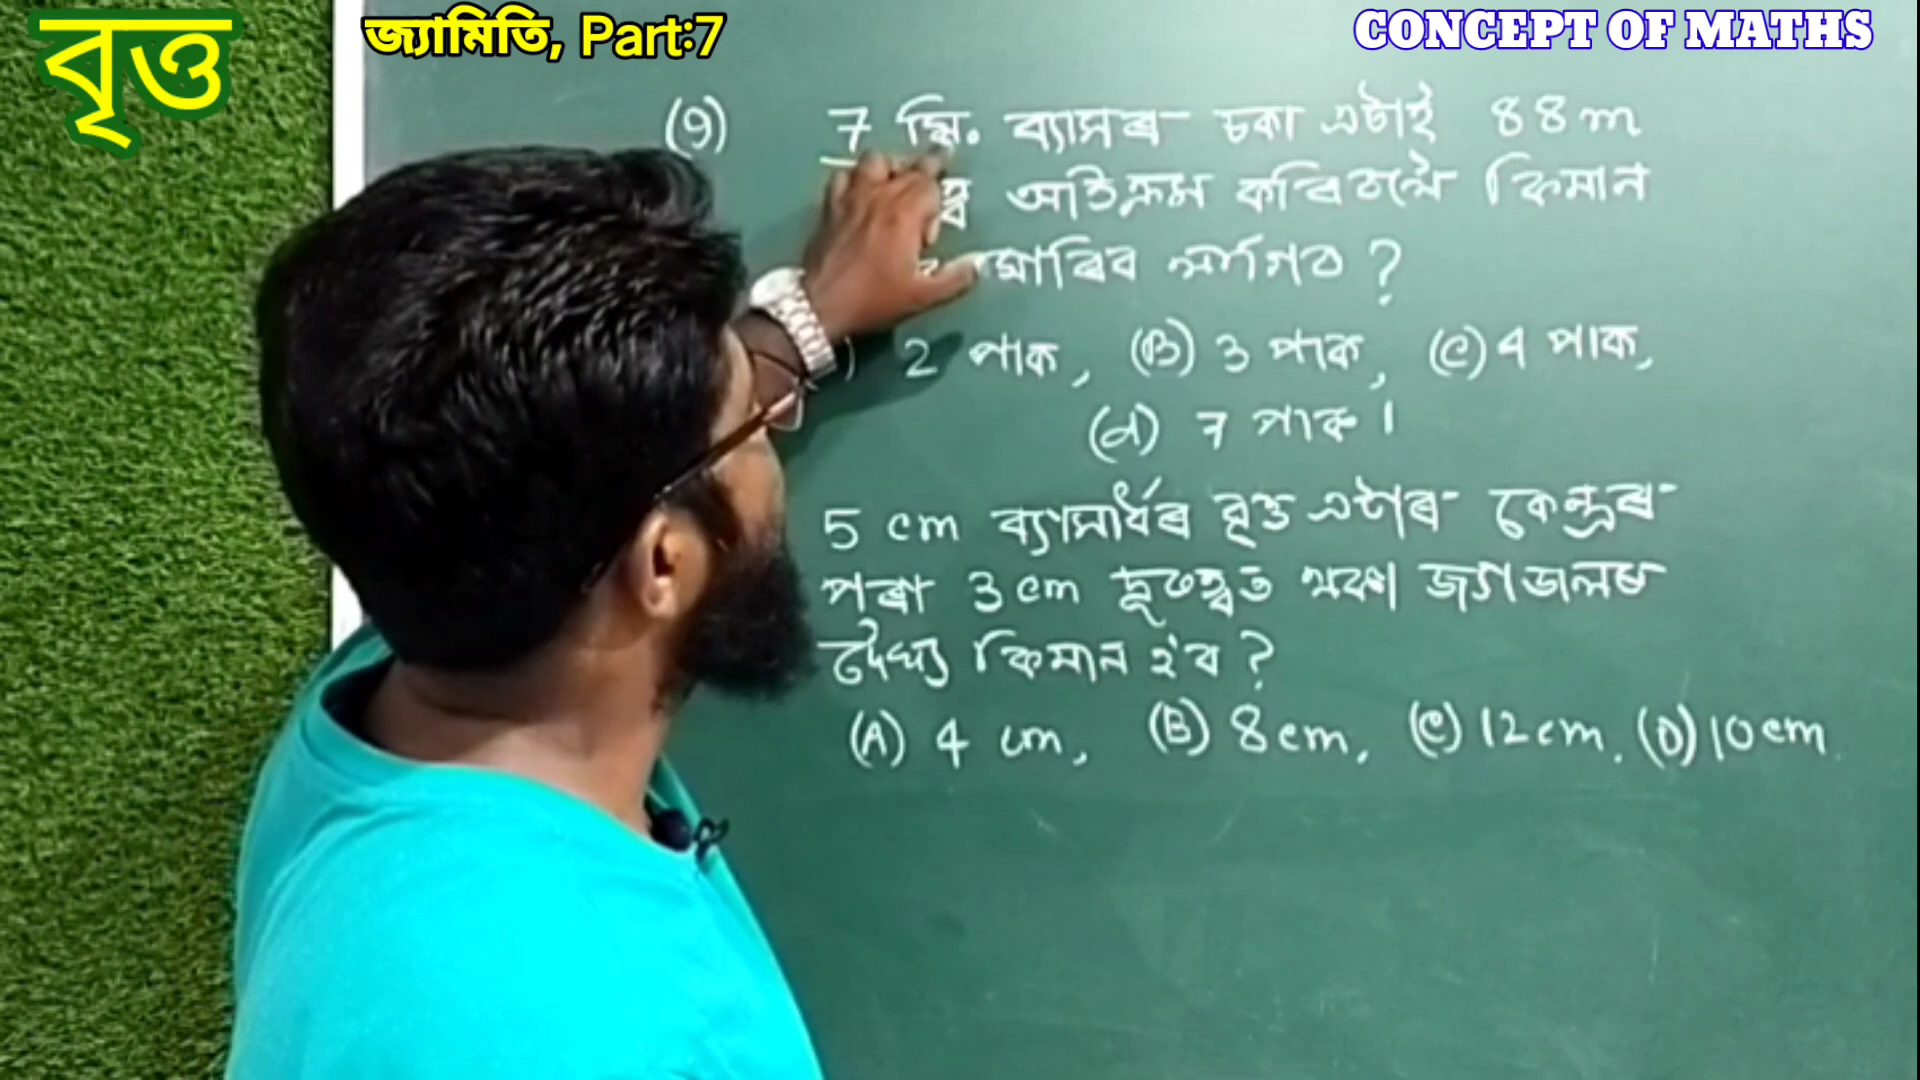 বৃত্ত
জ্যামিতি, Part:7
CONCEPT OF MATHS
(9) 7 মি. ব্যাসৰ চকা এটাই 88m
অতিক্ৰম কৰিবলৈ কিমান
মাৰিব লাগিব ?
2 পাক, (B) 3 পাক, (C) 4 পাক,
(d) 7 পাক।
5 cm ব্যাসাৰ্ধৰ বৃত্ত এটাৰ কেন্দ্ৰৰ
পৰা 3 cm দূৰত্বত থকা জ্যাডালৰ
দৈৰ্ঘ্য কিমান হ'ব ?
(A) 4 cm, (B) 8 cm, (C) 12 cm. (D) 10 cm